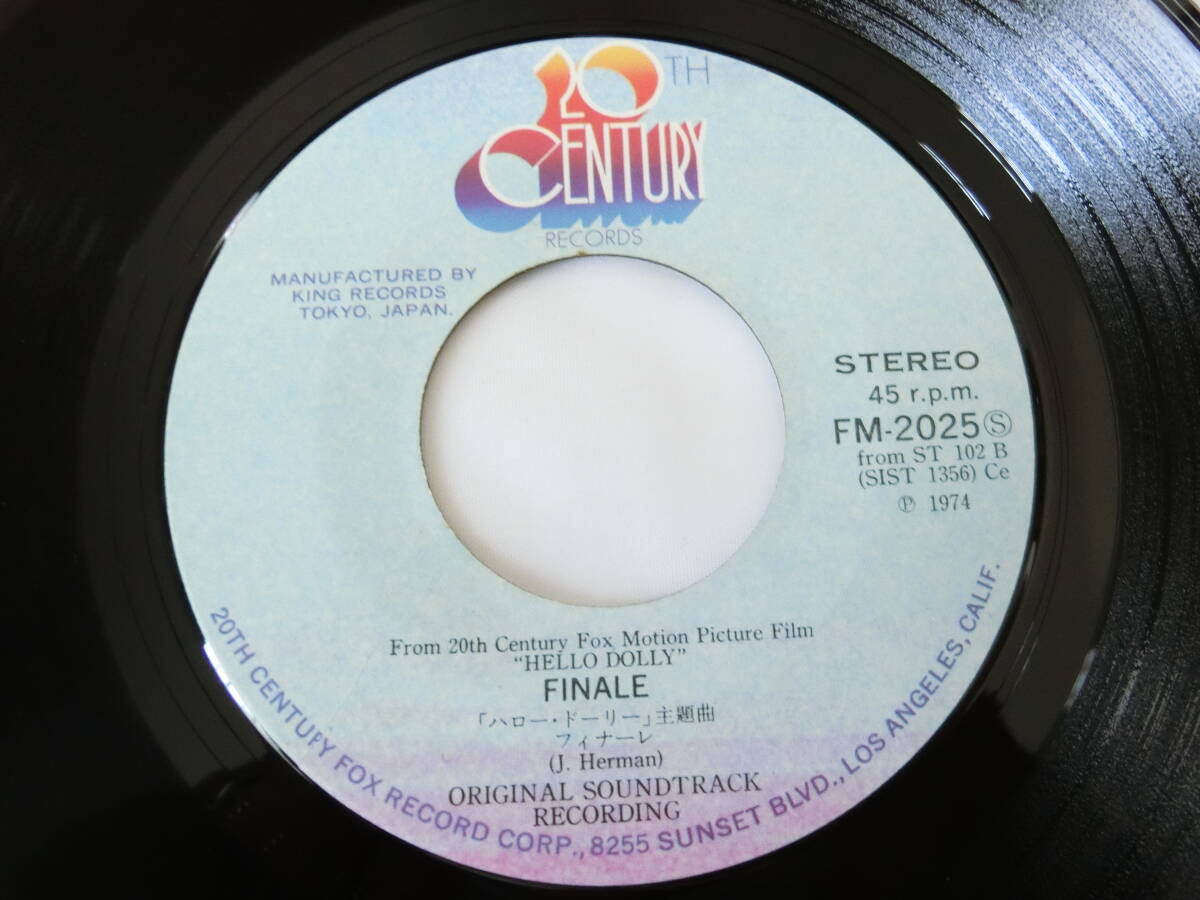 20TH
CENTURY
RECORDS
MANUFACTURED BY
KING RECORDS
TOKYO, JAPAN.
STEREO
45 r.p.m.
FM-2025Ⓢ
from ST 102 B
(SIST 1356) Ce
℗ 1974
From 20th Century Fox Motion Picture Film
“HELLO DOLLY”
FINALE
「ハロー・ドーリー」主題曲
フィナーレ
(J. Herman)
ORIGINAL SOUNDTRACK
RECORDING
20TH CENTURY FOX RECORD CORP., 8255 SUNSET BLVD., LOS ANGELES, CALIF.